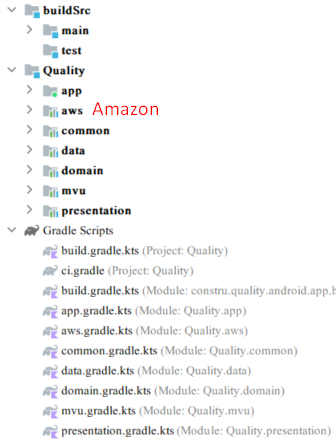 buildSrc
main
test
Quality
app
aws Amazon
common
data
domain
mvu
presentation
Gradle Scripts
build.gradle.kts (Project: Quality)
ci.gradle (Project: Quality)
build.gradle.kts (Module: constru.quality.android.app.b
app.gradle.kts (Module: Quality.app)
aws.gradle.kts (Module: Quality.aws)
common.gradle.kts (Module: Quality.common)
data.gradle.kts (Module: Quality.data)
domain.gradle.kts (Module: Quality.domain)
mvu.gradle.kts (Module: Quality.mvu)
presentation.gradle.kts (Module: Quality.presentation)